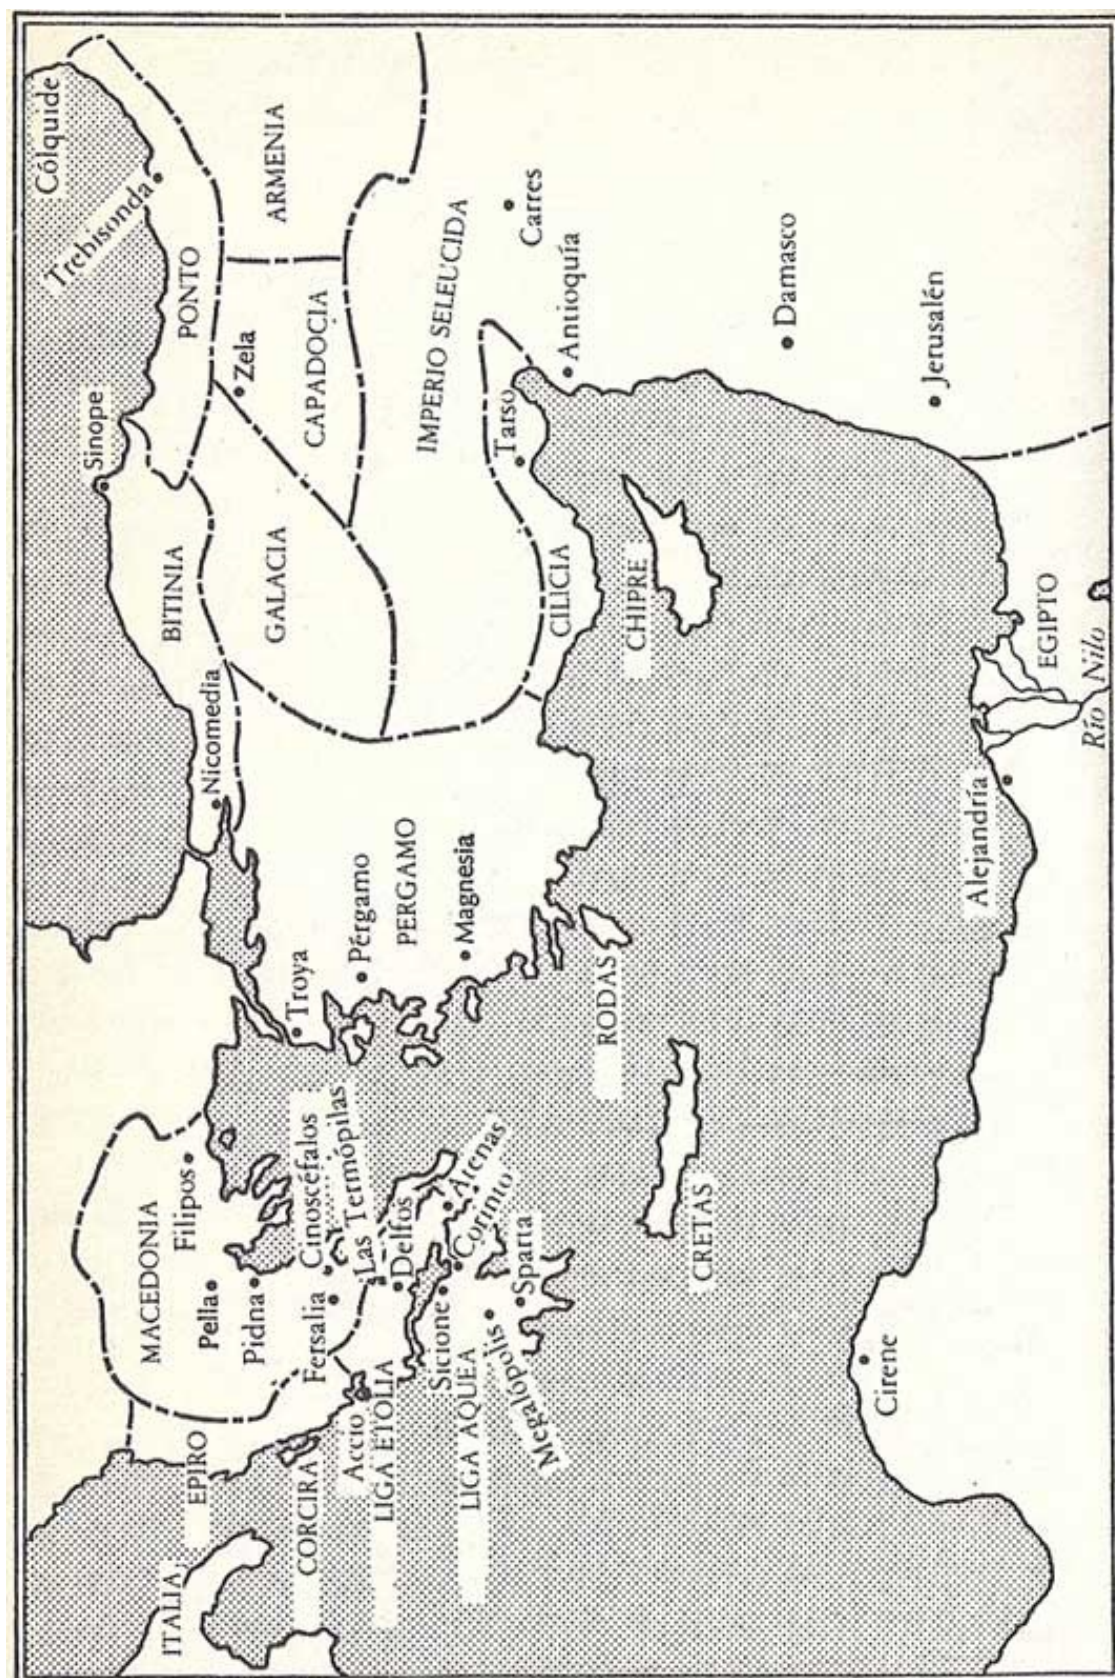 Cólquide
Trebisonda
Sinope
PONTO
ARMENIA
BITINIA
Zela
CAPADOCIA
GALACIA
Nicomedia
IMPERIO SELEUCIDA
Carres
Antioquía
Tarso
CILICIA
CHIPRE
Damasco
Jerusalén
EGIPTO
Río Nilo
Alejandría
PERGAMO
Pérgamo
Magnesia
Troya
RODAS
CRETAS
Cirene
MACEDONIA
Filipos
Pella
Pidna
Cinoscéfalos
Fersalia
Las Termópilas
Delfos
Atenas
Corinto
Sicione
Sparta
Megalópolis
LIGA AQUEA
LIGA ETOLIA
Accio
CORCIRA
EPIRO
ITALIA